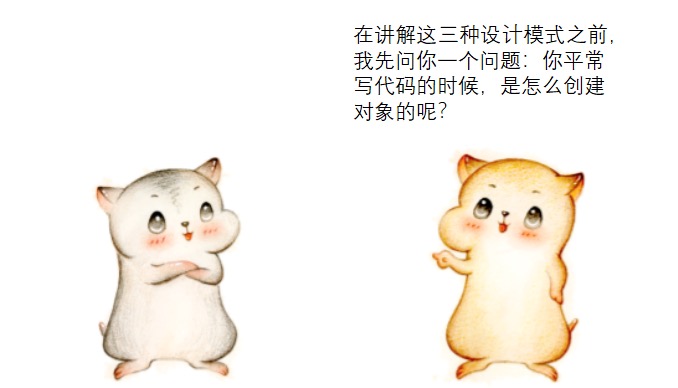 在讲解这三种设计模式之前,
我先问你一个问题：你平常
写代码的时候，是怎么创建
对象的呢?